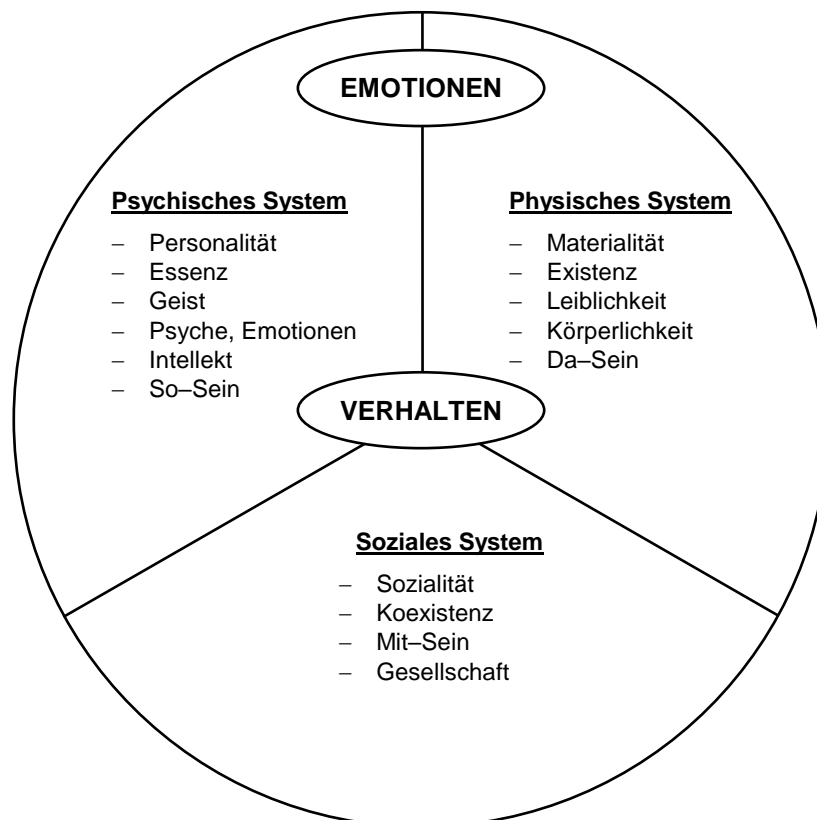 EMOTIONEN
Psychisches System
– Personalität
– Essenz
– Geist
– Psyche, Emotionen
– Intellekt
– So–Sein
Physisches System
– Materialität
– Existenz
– Leiblichkeit
– Körperlichkeit
– Da–Sein
VERHALTEN
Soziales System
– Sozialität
– Koexistenz
– Mit–Sein
– Gesellschaft